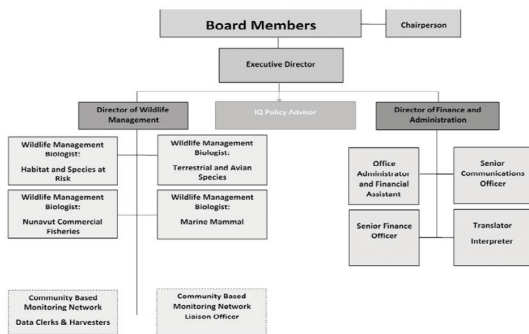 Board Members
Chairperson
Executive Director
Director of Wildlife
Management
IQ Policy Advisor
Director of Finance and
Administration
Wildlife Management
Biologist:
Habitat and Species at
Risk
Wildlife Management
Biologist:
Terrestrial and Avian
Species
Office
Administrator
and Financial
Assistant
Senior
Communications
Officer
Wildlife Management
Biologist:
Nunavut Commercial
Fisheries
Wildlife Management
Biologist:
Marine Mammal
Senior Finance
Officer
Translator
Interpreter
Community Based
Monitoring Network
Data Clerks & Harvesters
Community Based
Monitoring Network
Liaison Officer